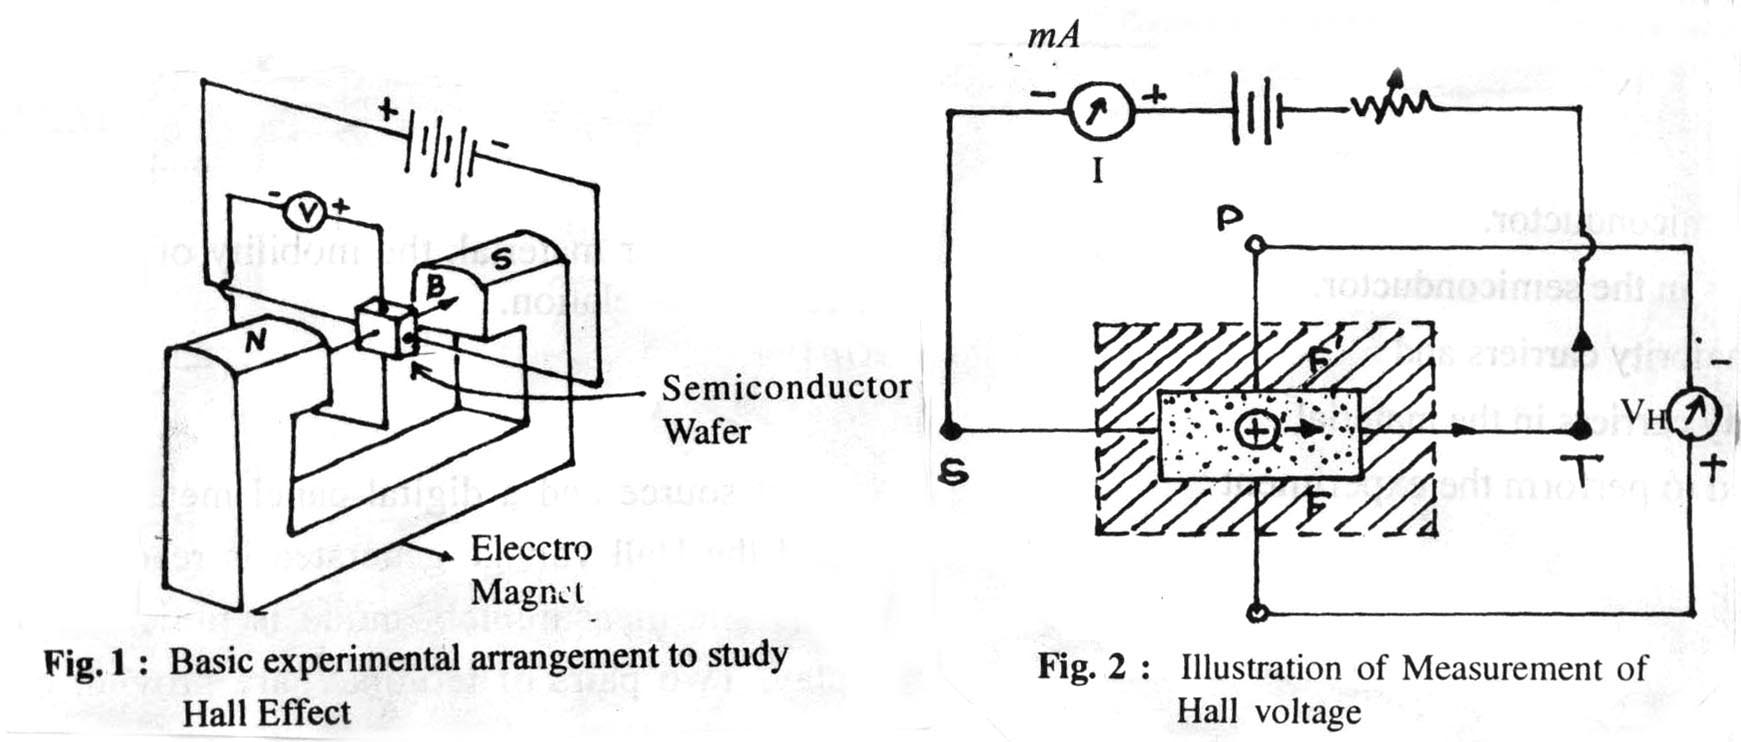 mA
- +
I
+ -
- V +
S
B
N
P
F'
+
F
S
T
VH
-
+
Semiconductor
Wafer
Elecctro
Magnet
Fig. 1 : Basic experimental arrangement to study
Hall Effect
Fig. 2 : Illustration of Measurement of
Hall voltage